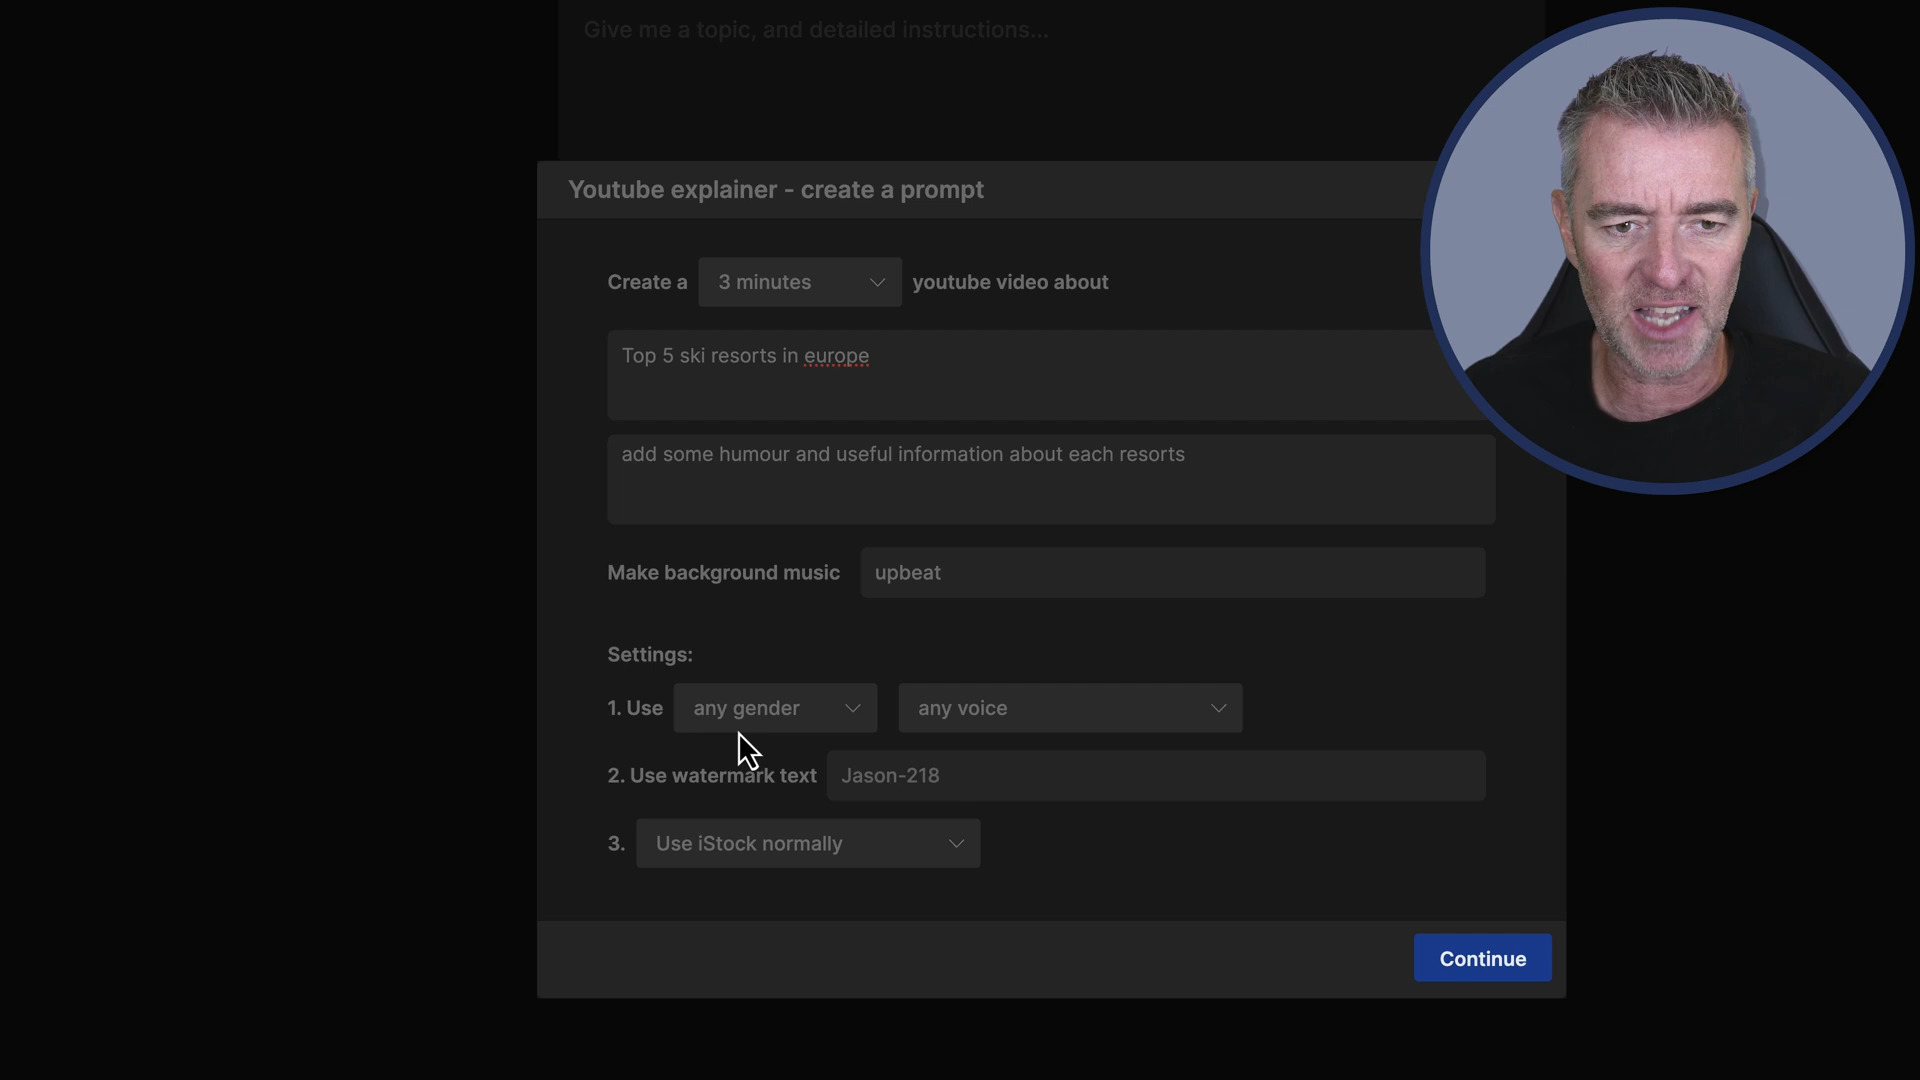 Give me a topic, and detailed instructions...
Youtube explainer - create a prompt
Create a 3 minutes youtube video about
Top 5 ski resorts in europe
add some humour and useful information about each resorts
Make background music upbeat
Settings:
1. Use any gender any voice
2. Use watermark text Jason-218
3. Use iStock normally
Continue